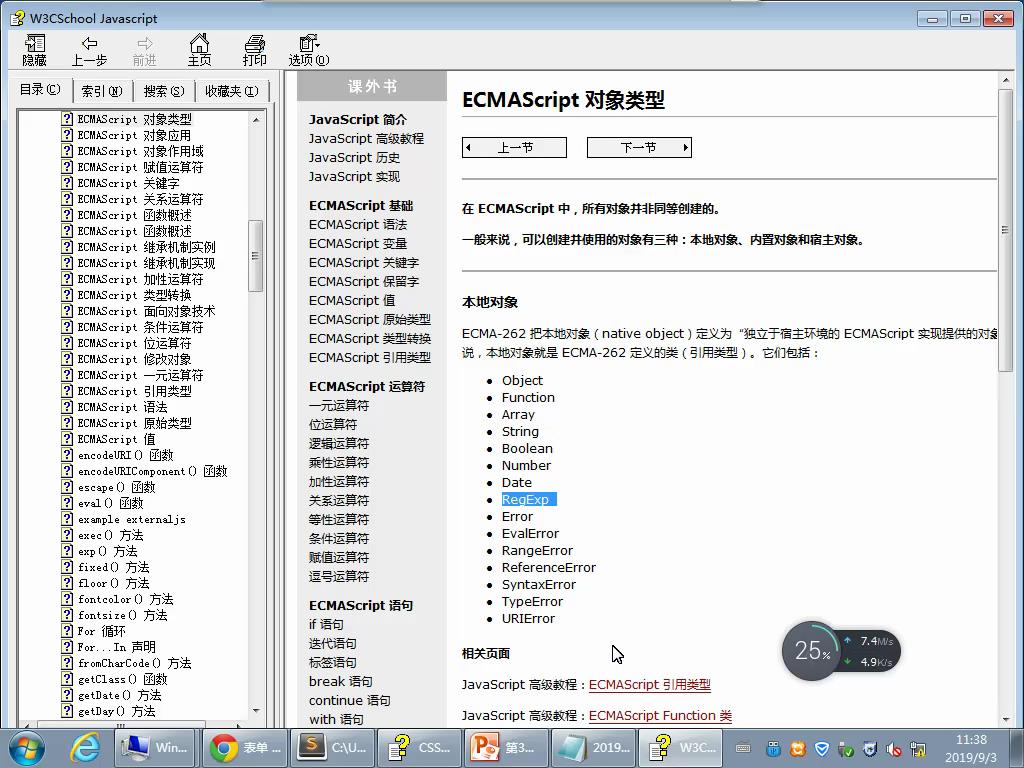 W3CSchool Javascript
隐藏
上一步
前进
主页
打印
选项(O)
目录(C)
索引(N)
搜索(S)
收藏夹(I)
ECMAScript 对象类型
ECMAScript 对象应用
ECMAScript 对象作用域
ECMAScript 赋值运算符
ECMAScript 关键字
ECMAScript 关系运算符
ECMAScript 函数概述
ECMAScript 函数概述
ECMAScript 继承机制实例
ECMAScript 继承机制实现
ECMAScript 加性运算符
ECMAScript 类型转换
ECMAScript 面向对象技术
ECMAScript 条件运算符
ECMAScript 位运算符
ECMAScript 修改对象
ECMAScript 一元运算符
ECMAScript 引用类型
ECMAScript 语法
ECMAScript 原始类型
ECMAScript 值
encodeURI() 函数
encodeURIComponent() 函数
escape() 函数
eval() 函数
example externaljs
exec() 方法
exp() 方法
fixed() 方法
floor() 方法
fontcolor() 方法
fontsize() 方法
For 循环
For...In 声明
fromCharCode() 方法
getClass() 函数
getDate() 方法
getDay() 方法
课外书
JavaScript 简介
JavaScript 高级教程
JavaScript 历史
JavaScript 实现
ECMAScript 基础
ECMAScript 语法
ECMAScript 变量
ECMAScript 关键字
ECMAScript 保留字
ECMAScript 值
ECMAScript 原始类型
ECMAScript 类型转换
ECMAScript 引用类型
ECMAScript 运算符
一元运算符
位运算符
逻辑运算符
乘性运算符
加性运算符
关系运算符
等性运算符
条件运算符
赋值运算符
逗号运算符
ECMAScript 语句
if 语句
迭代语句
标签语句
break 语句
continue 语句
with 语句
ECMAScript 对象类型
上一节
下一节
在 ECMAScript 中，所有对象并非同等创建的。
一般来说，可以创建并使用的对象有三种：本地对象、内置对象和宿主对象。
本地对象
ECMA-262 把本地对象（native object）定义为“独立于宿主环境的 ECMAScript 实现提供的对象
说，本地对象就是 ECMA-262 定义的类（引用类型）。它们包括：
Object
Function
Array
String
Boolean
Number
Date
RegExp
Error
EvalError
RangeError
ReferenceError
SyntaxError
TypeError
URIError
相关页面
JavaScript 高级教程：ECMAScript 引用类型
JavaScript 高级教程：ECMAScript Function 类
25%
7.4M/s
4.9K/s
Win...
表单 ...
C:\U...
CSS...
第3...
2019...
W3C...
11:38
2019/9/3